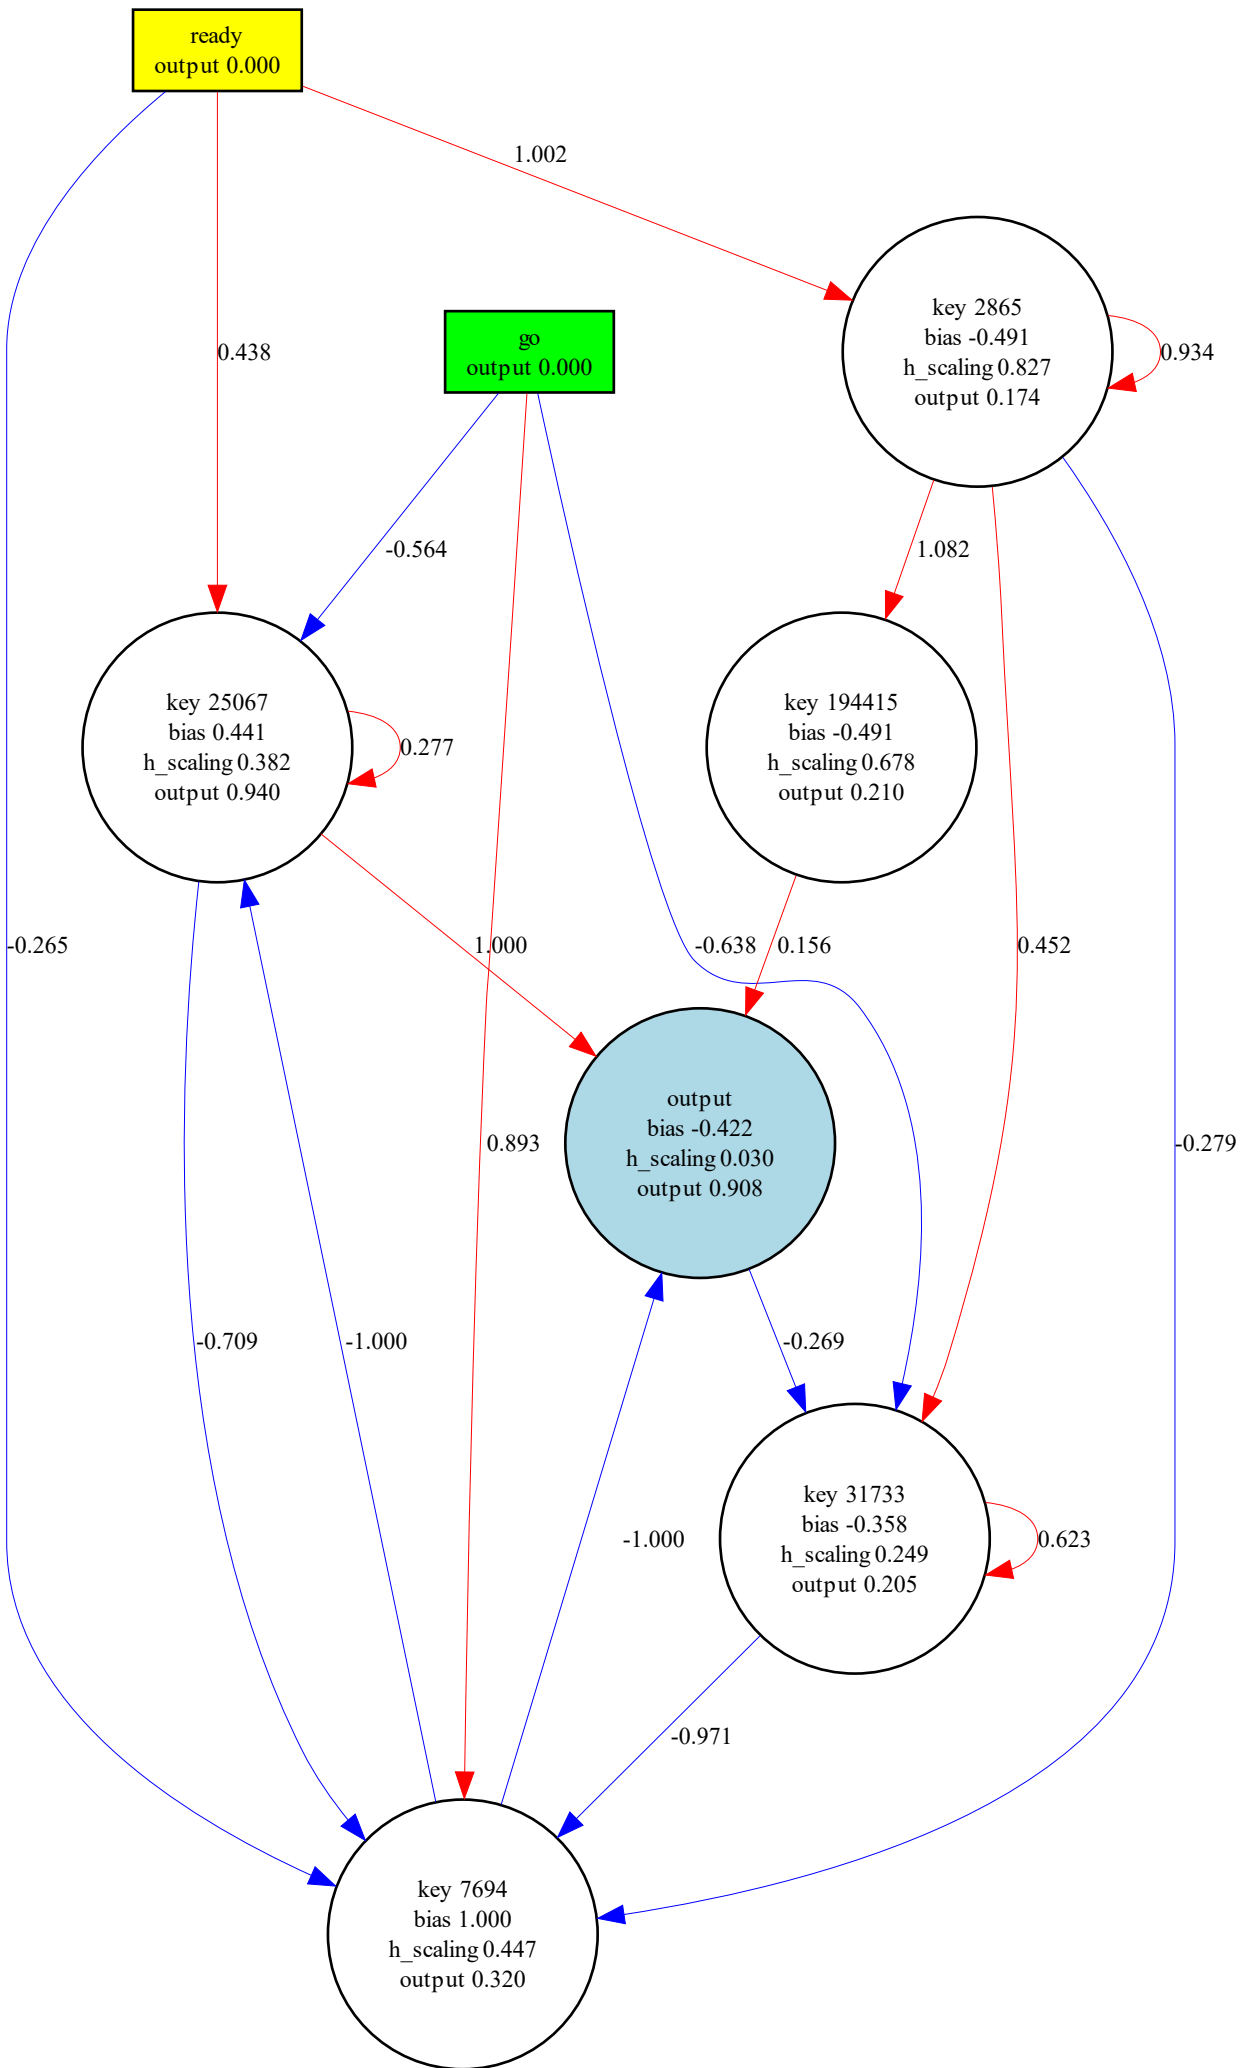 ready
output 0.000
1.002
key 2865
bias -0.491
h_scaling 0.827
output 0.174
0.934
go
output 0.000
0.438
-0.564
1.082
key 25067
bias 0.441
h_scaling 0.382
output 0.940
0.277
key 194415
bias -0.491
h_scaling 0.678
output 0.210
-0.265
1.000
-0.638
0.156
0.452
output
bias -0.422
h_scaling 0.030
output 0.908
0.893
-0.279
-0.709
-1.000
-0.269
-1.000
key 31733
bias -0.358
h_scaling 0.249
output 0.205
0.623
-0.971
key 7694
bias 1.000
h_scaling 0.447
output 0.320